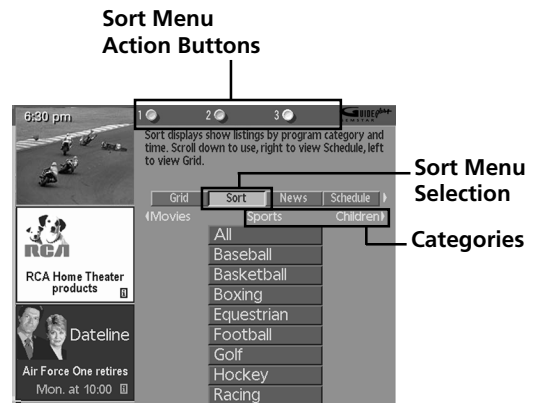 Sort Menu
Action Buttons
6:30 pm
1 2 3
GUIDE Plus+
GEMSTAR
Sort displays show listings by program category and
time. Scroll down to use, right to view Schedule, left
to view Grid.
Grid Sort News Schedule
Movies Sports Children
Sort Menu
Selection
Categories
All
Baseball
Basketball
Boxing
Equestrian
Football
Golf
Hockey
Racing
RCA
RCA Home Theater
products i
Dateline
Air Force One retires
Mon. at 10:00 i